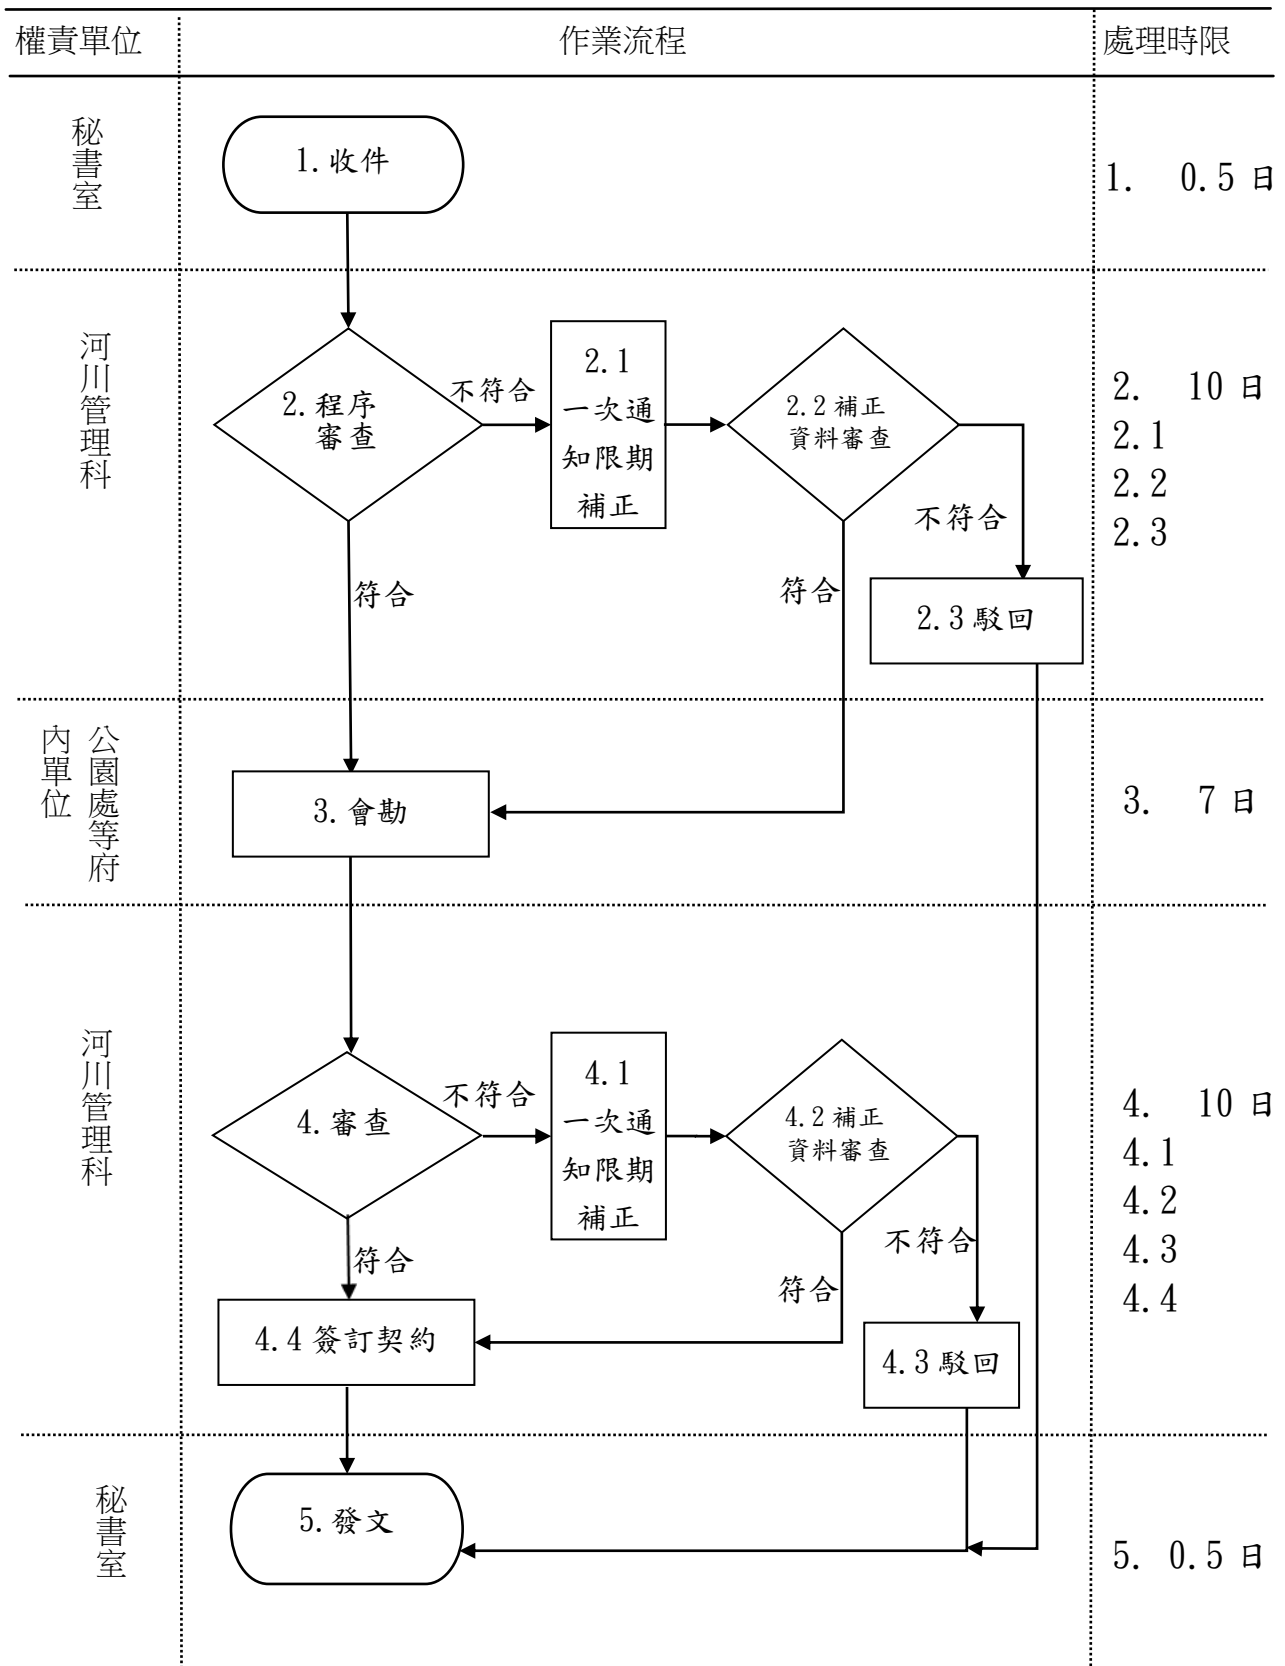 權責單位
作業流程
處理時限
秘書室
1.收件
1. 0.5日
河川管理科
2.程序
審查
不符合
2.1
一次通
知限期
補正
2.2補正
資料審查
不符合
符合
符合
2.3駁回
2. 10日
2.1
2.2
2.3
公園處等府
內單位
3.會勘
3. 7日
河川管理科
4.審查
不符合
4.1
一次通
知限期
補正
4.2補正
資料審查
不符合
符合
符合
4.4簽訂契約
4.3駁回
4. 10日
4.1
4.2
4.3
4.4
秘書室
5.發文
5. 0.5日